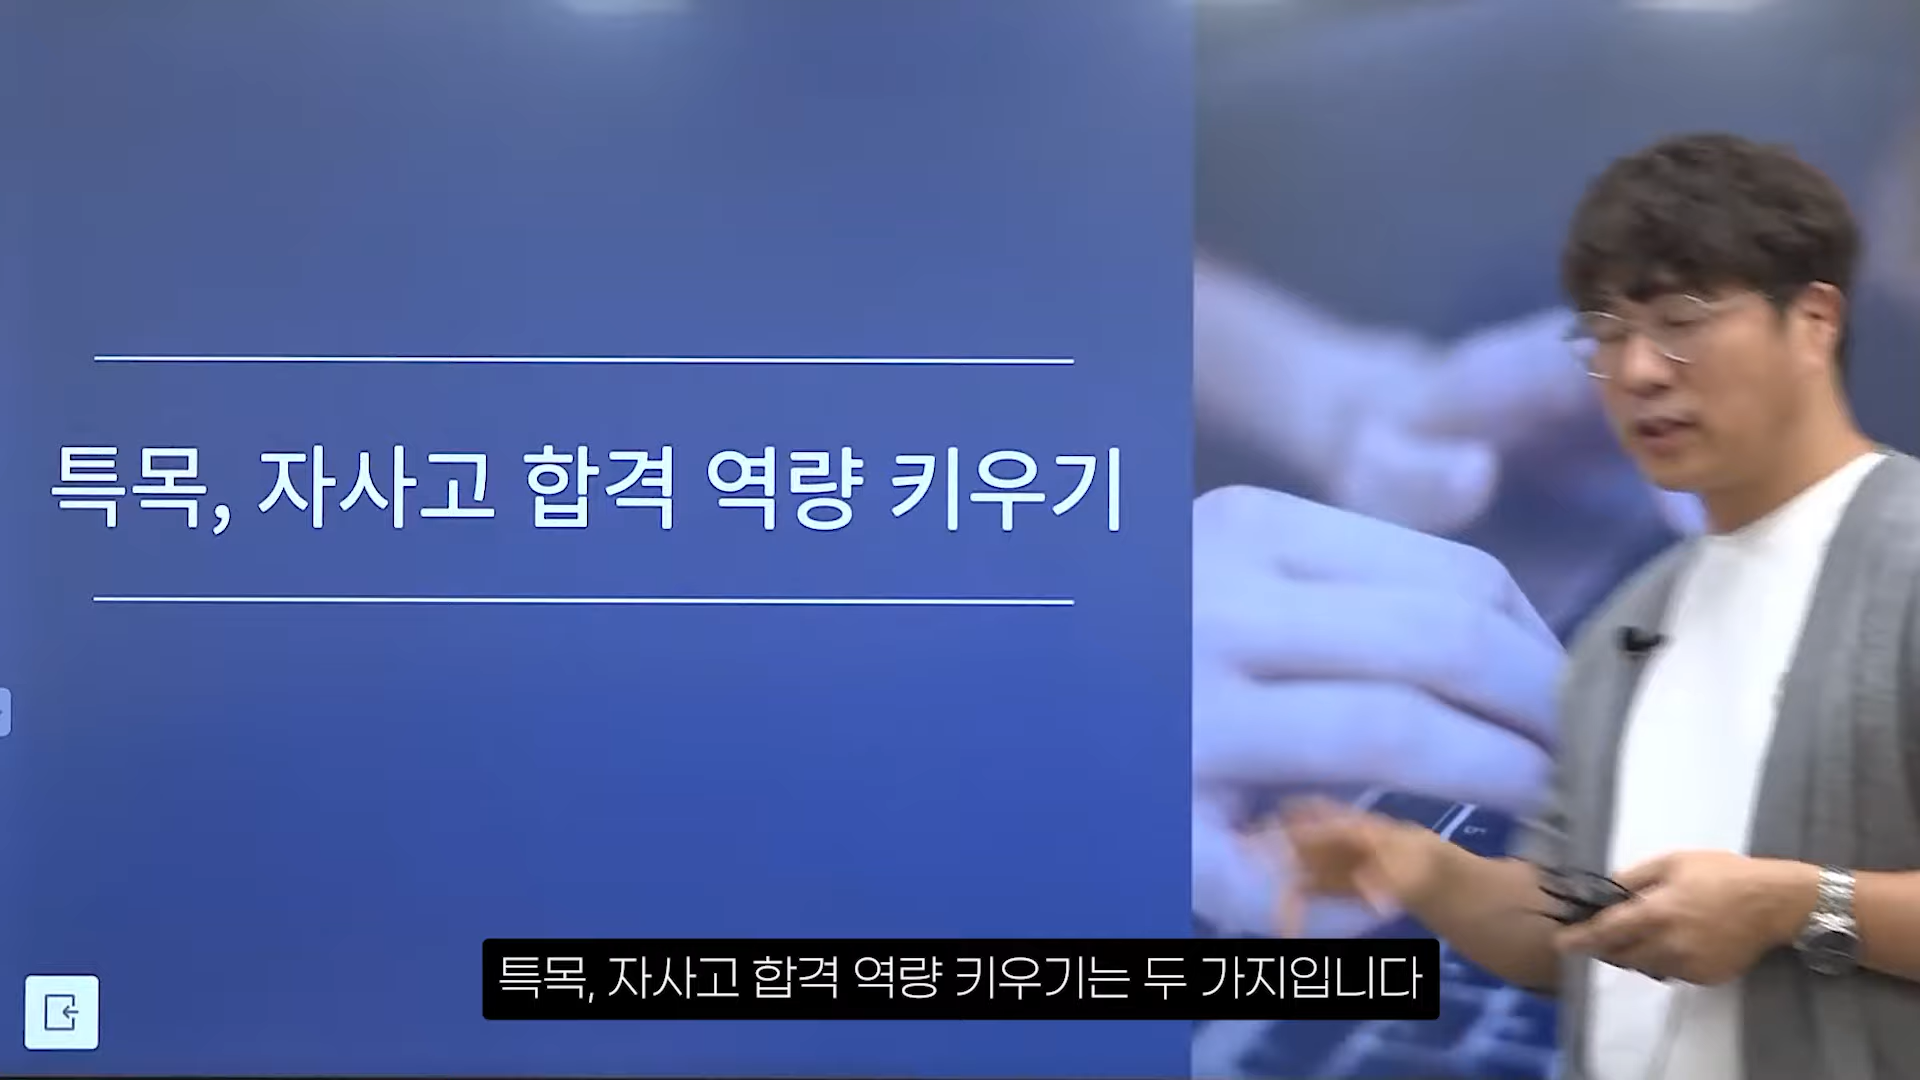 특목, 자사고 합격 역량 키우기
특목, 자사고 합격 역량 키우기는 두 가지입니다